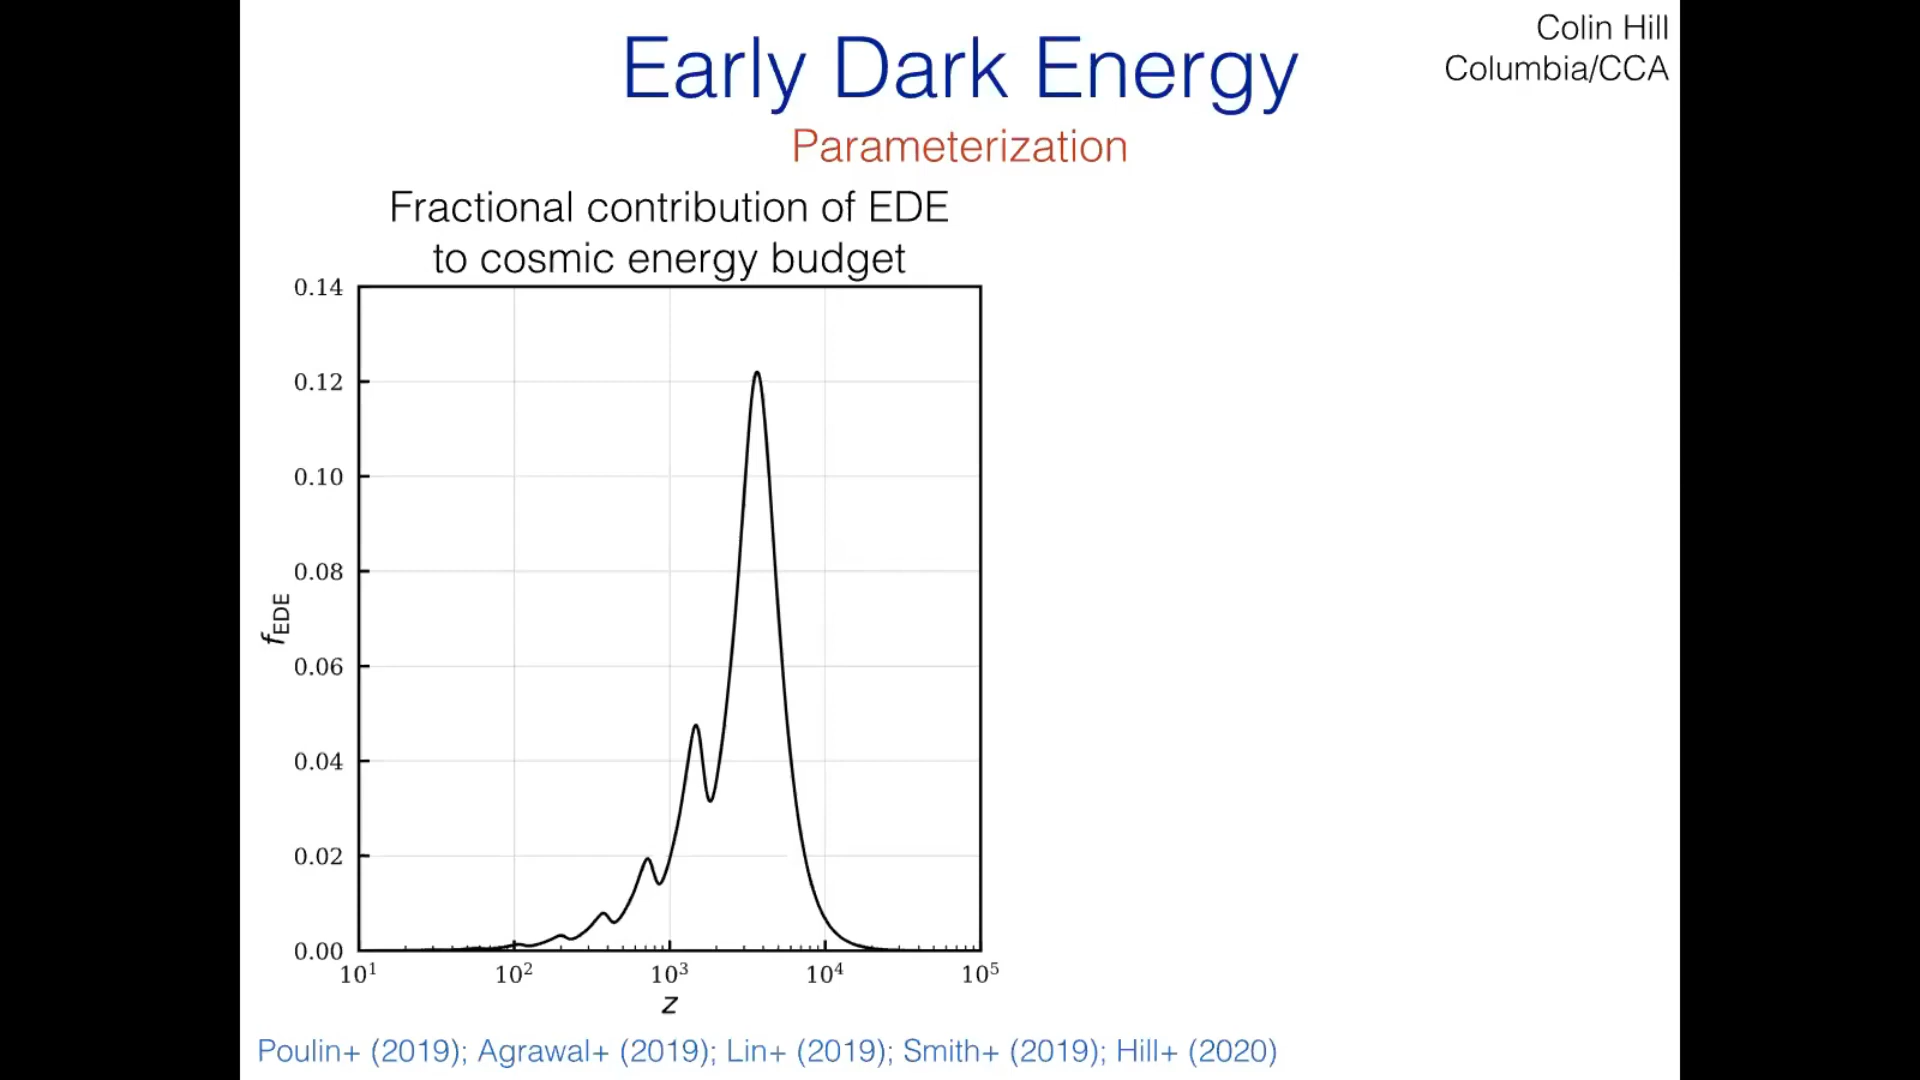 Colin Hill
Columbia/CCA
Early Dark Energy
Parameterization
Fractional contribution of EDE
to cosmic energy budget
0.14
0.12
0.10
0.08
0.06
0.04
0.02
0.00
f_EDE
10¹ 10² 10³ 10⁴ 10⁵
z
Poulin+ (2019); Agrawal+ (2019); Lin+ (2019); Smith+ (2019); Hill+ (2020)